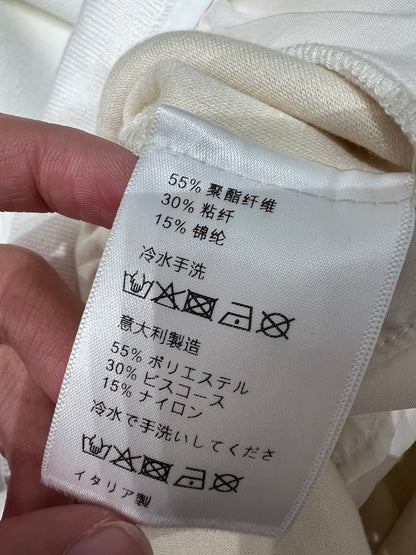 55% 聚酯纤维
30% 粘纤
15% 锦纶
冷水手洗
意大利製造
55% ポリエステル
30% ビスコース
15% ナイロン
冷水で手洗いしてくださ
イタリア製